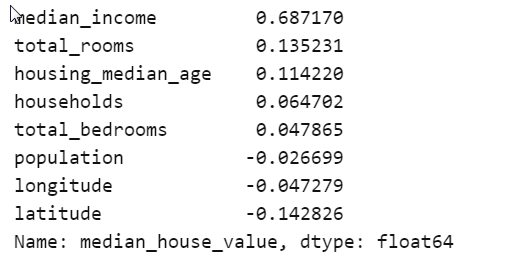 median_income 0.687170
total_rooms 0.135231
housing_median_age 0.114220
households 0.064702
total_bedrooms 0.047865
population -0.026699
longitude -0.047279
latitude -0.142826
Name: median_house_value, dtype: float64